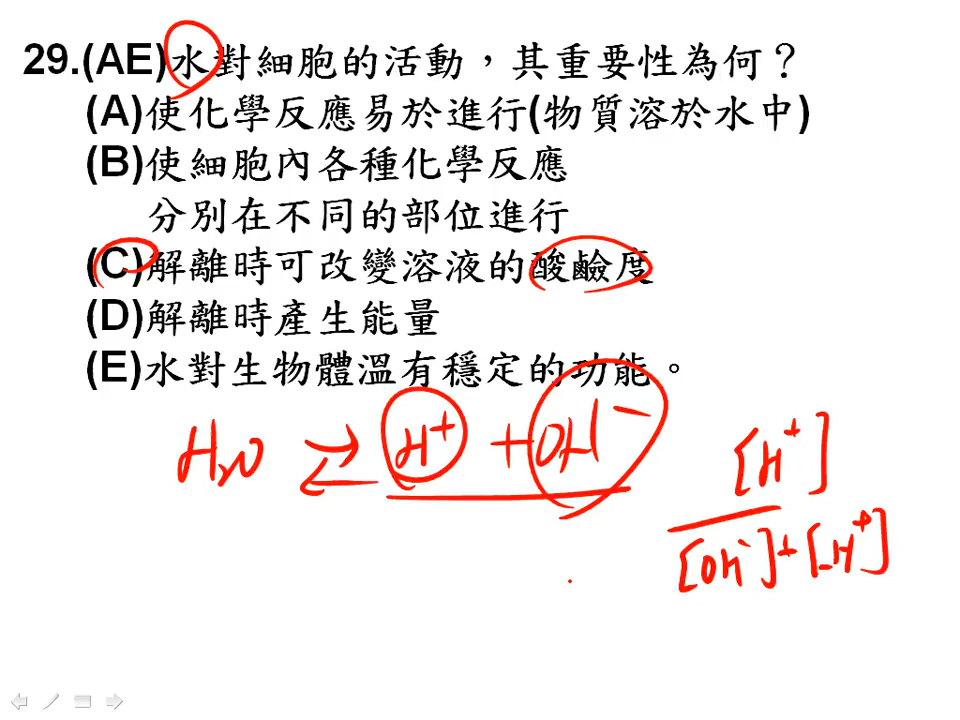 29.(AE)水對細胞的活動，其重要性為何？
(A)使化學反應易於進行(物質溶於水中)
(B)使細胞內各種化學反應
分別在不同的部位進行
(C)解離時可改變溶液的酸鹼度
(D)解離時產生能量
(E)水對生物體溫有穩定的功能。
H₂O ⇌ H⁺ + OH⁻
[H⁺]
[OH⁻]+[H⁺]